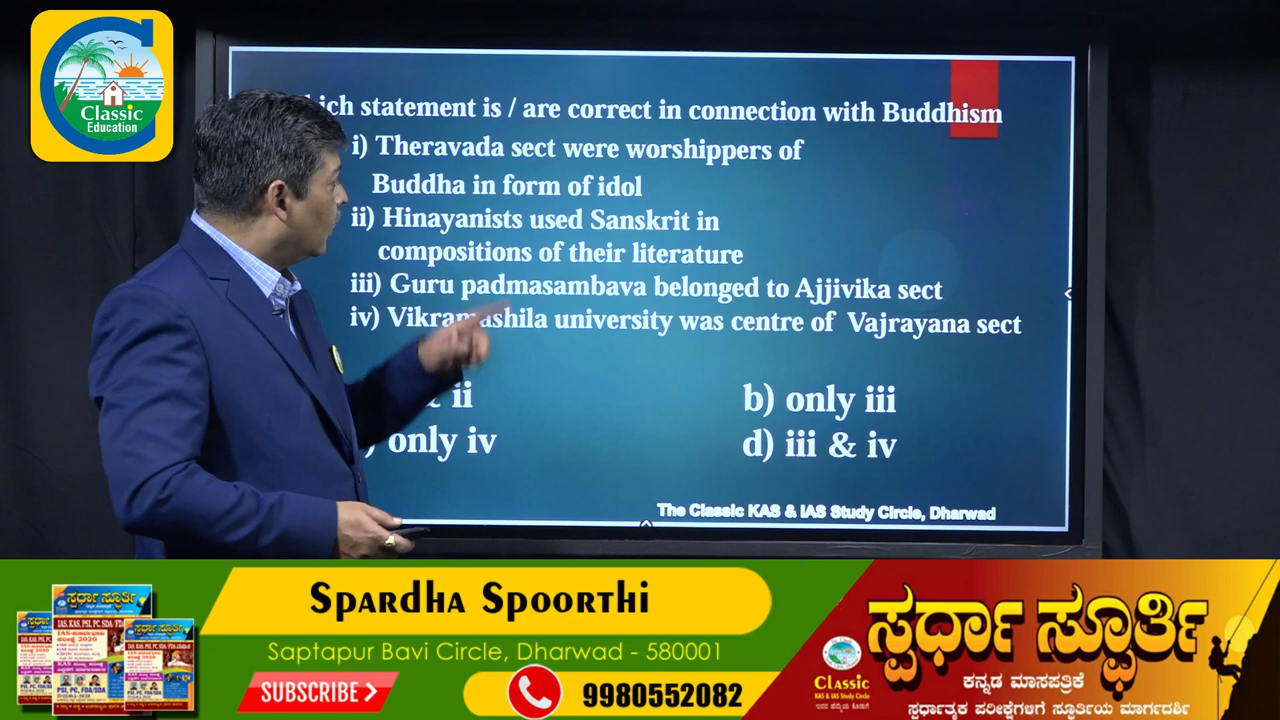 Classic
Education
statement is / are correct in connection with Buddhism
i) Theravada sect were worshippers of
Buddha in form of idol
ii) Hinayanists used Sanskrit in
compositions of their literature
iii) Guru padmasambava belonged to Ajjivika sect
iv) Vikramashila university was centre of Vajrayana sect
ii
b) only iii
only iv
d) iii & iv
The Classic KAS & IAS Study Circle, Dharwad
Spardha Spoorthi
Saptapur Bavi Circle, Dharwad - 580001
SUBSCRIBE
9980552082
ಸ್ಪರ್ಧಾ ಸ್ಫೂರ್ತಿ
Classic
KAS & IAS Study Circle
ಕನ್ನಡ ಮಾಸಪತ್ರಿಕೆ
ಸ್ಪರ್ಧಾತ್ಮಕ ಪರೀಕ್ಷೆಗಳಿಗೆ ಸ್ಫೂರ್ತಿಯ ಮಾರ್ಗದರ್ಶಿ